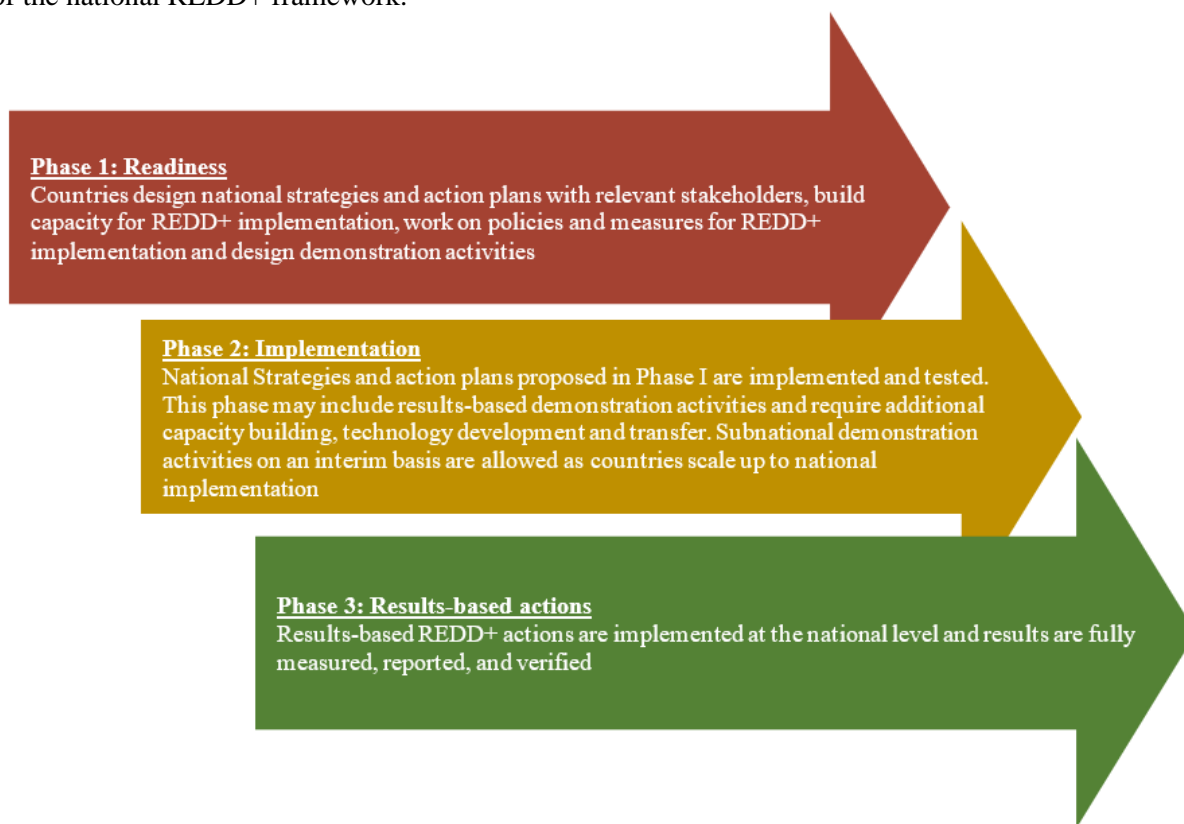 of the national REDD+ framework.
Phase 1: Readiness
Countries design national strategies and action plans with relevant stakeholders, build
capacity for REDD+ implementation, work on policies and measures for REDD+
implementation and design demonstration activities
Phase 2: Implementation
National Strategies and action plans proposed in Phase I are implemented and tested.
This phase may include results-based demonstration activities and require additional
capacity building, technology development and transfer. Subnational demonstration
activities on an interim basis are allowed as countries scale up to national
implementation
Phase 3: Results-based actions
Results-based REDD+ actions are implemented at the national level and results are fully
measured, reported, and verified